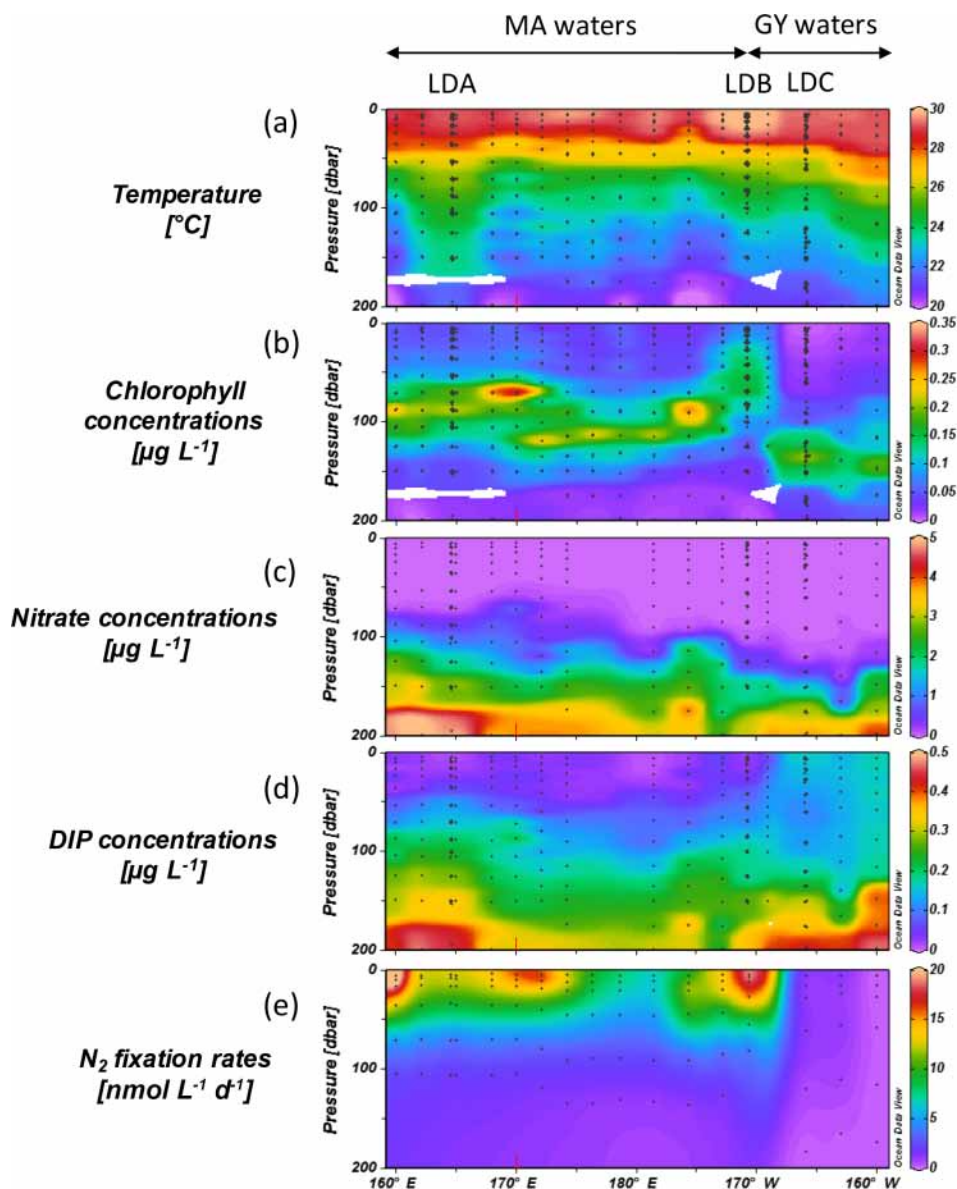 MA waters GY waters
LDA LDB LDC
(a)
Temperature
[°C]
Pressure [dbar]
0
100
200
30
28
26
24
22
20
Ocean Data View
(b)
Chlorophyll
concentrations
[µg L-1]
Pressure [dbar]
0
100
200
0.35
0.3
0.25
0.2
0.15
0.1
0.05
0
Ocean Data View
(c)
Nitrate concentrations
[µg L-1]
Pressure [dbar]
0
100
200
5
4
3
2
1
0
Ocean Data View
(d)
DIP concentrations
[µg L-1]
Pressure [dbar]
0
100
200
0.5
0.4
0.3
0.2
0.1
0
Ocean Data View
(e)
N2 fixation rates
[nmol L-1 d-1]
Pressure [dbar]
0
100
200
20
15
10
5
0
Ocean Data View
160° E 170° E 180° E 170° W 160° W